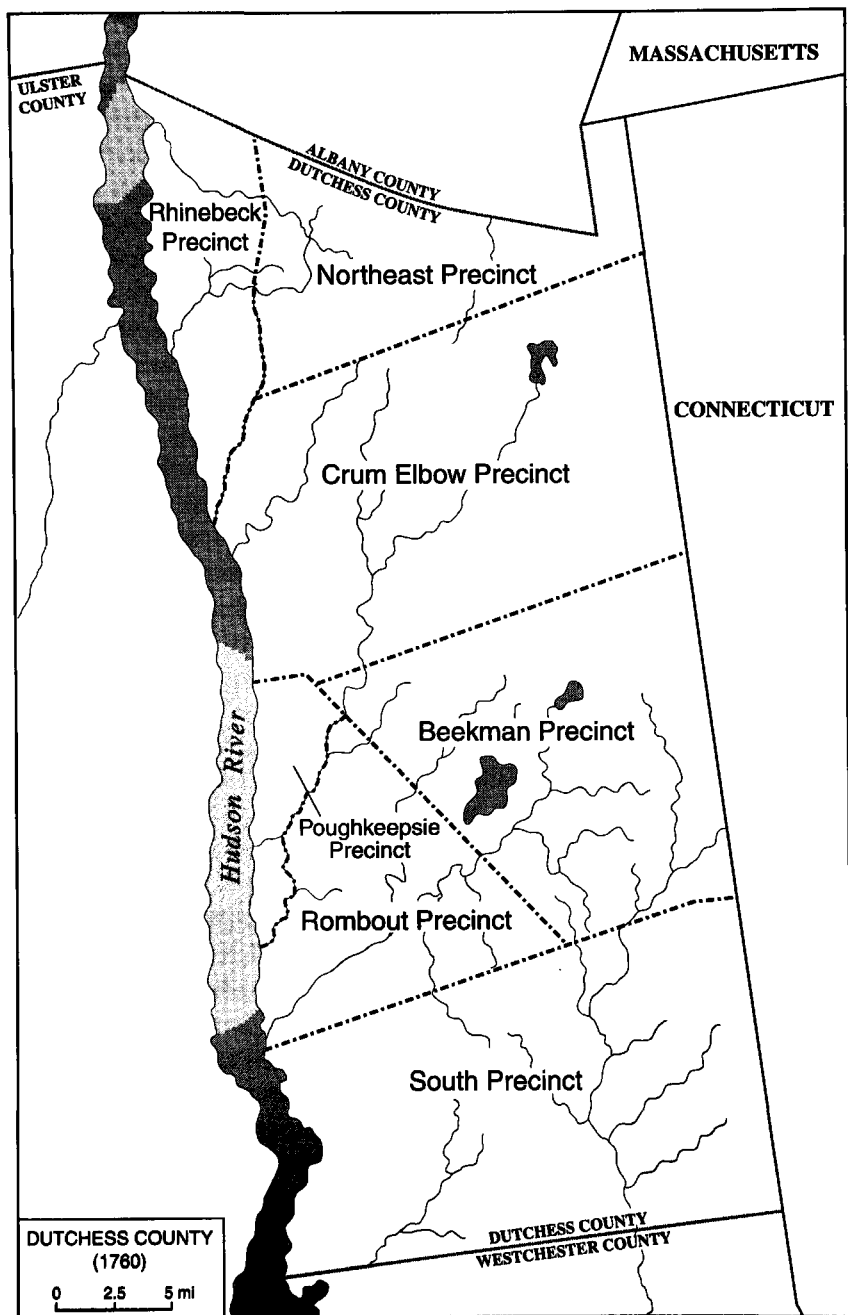 MASSACHUSETTS
ULSTER
COUNTY
ALBANY COUNTY
DUTCHESS COUNTY
Rhinebeck
Precinct
Northeast Precinct
CONNECTICUT
Crum Elbow Precinct
Hudson River
Beekman Precinct
Poughkeepsie
Precinct
Rombout Precinct
South Precinct
DUTCHESS COUNTY
WESTCHESTER COUNTY
DUTCHESS COUNTY
(1760)
0 2.5 5 mi